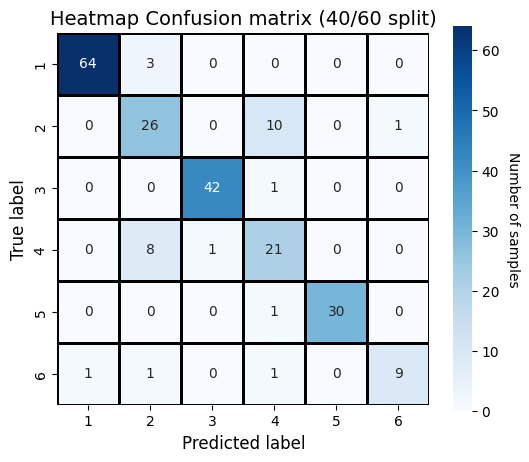 Heatmap Confusion matrix (40/60 split)
1 64 3 0 0 0 0
2 0 26 0 10 0 1
3 0 0 42 1 0 0
4 0 8 1 21 0 0
5 0 0 0 1 30 0
6 1 1 0 1 0 9
1 2 3 4 5 6
Predicted label
True label
60
50
40
30
20
10
0
Number of samples